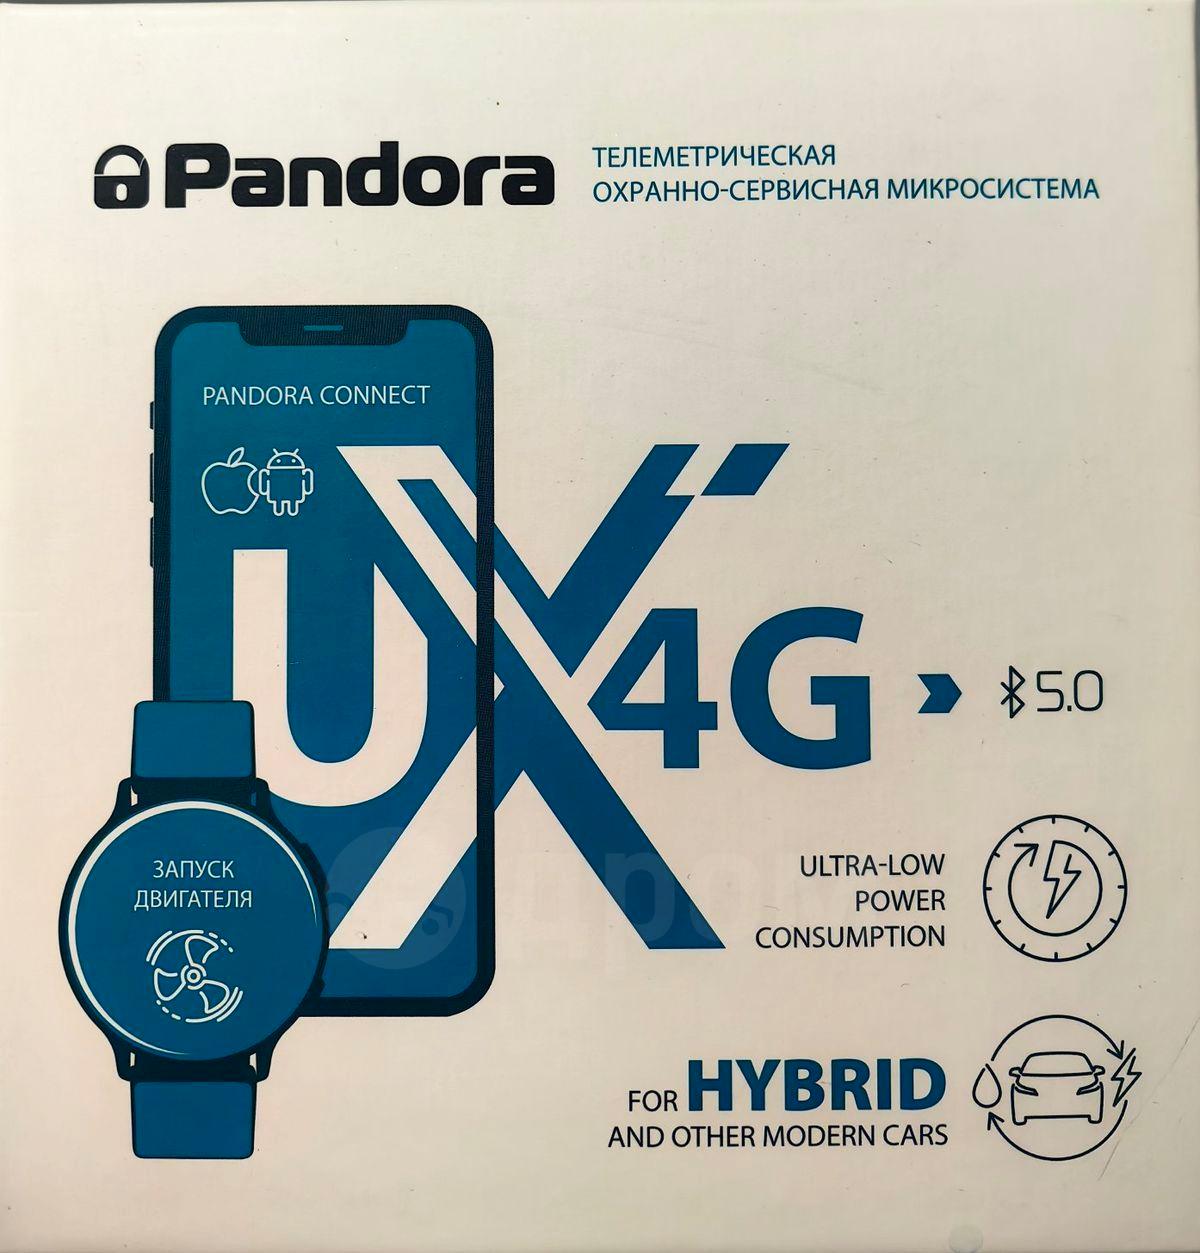 Pandora
ТЕЛЕМЕТРИЧЕСКАЯ
ОХРАННО-СЕРВИСНАЯ МИКРОСИСТЕМА
PANDORA CONNECT
UX 4G
5.0
ЗАПУСК
ДВИГАТЕЛЯ
ULTRA-LOW
POWER
CONSUMPTION
FOR HYBRID
AND OTHER MODERN CARS